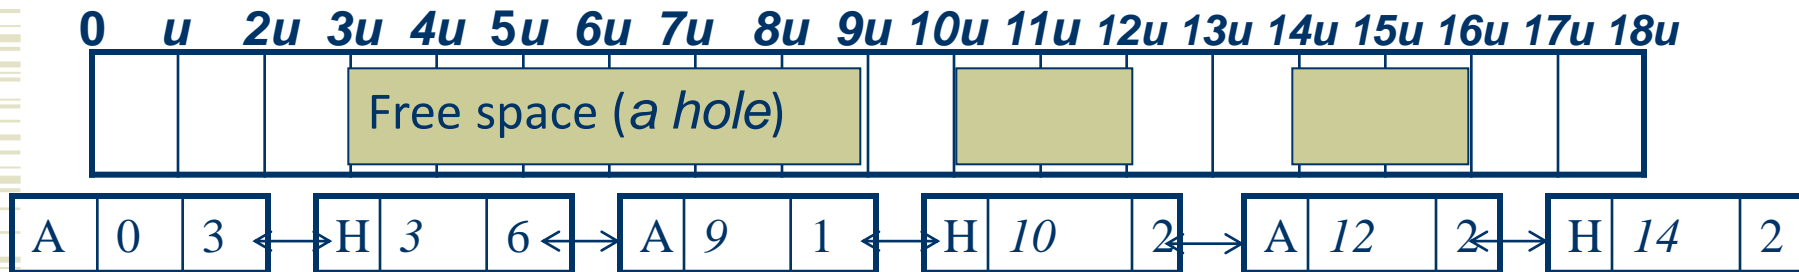 0 u 2u 3u 4u 5u 6u 7u 8u 9u 10u 11u 12u 13u 14u 15u 16u 17u 18u
Free space (a hole)
A 0 3 H 3 6 A 9 1 H 10 2 A 12 2 H 14 2